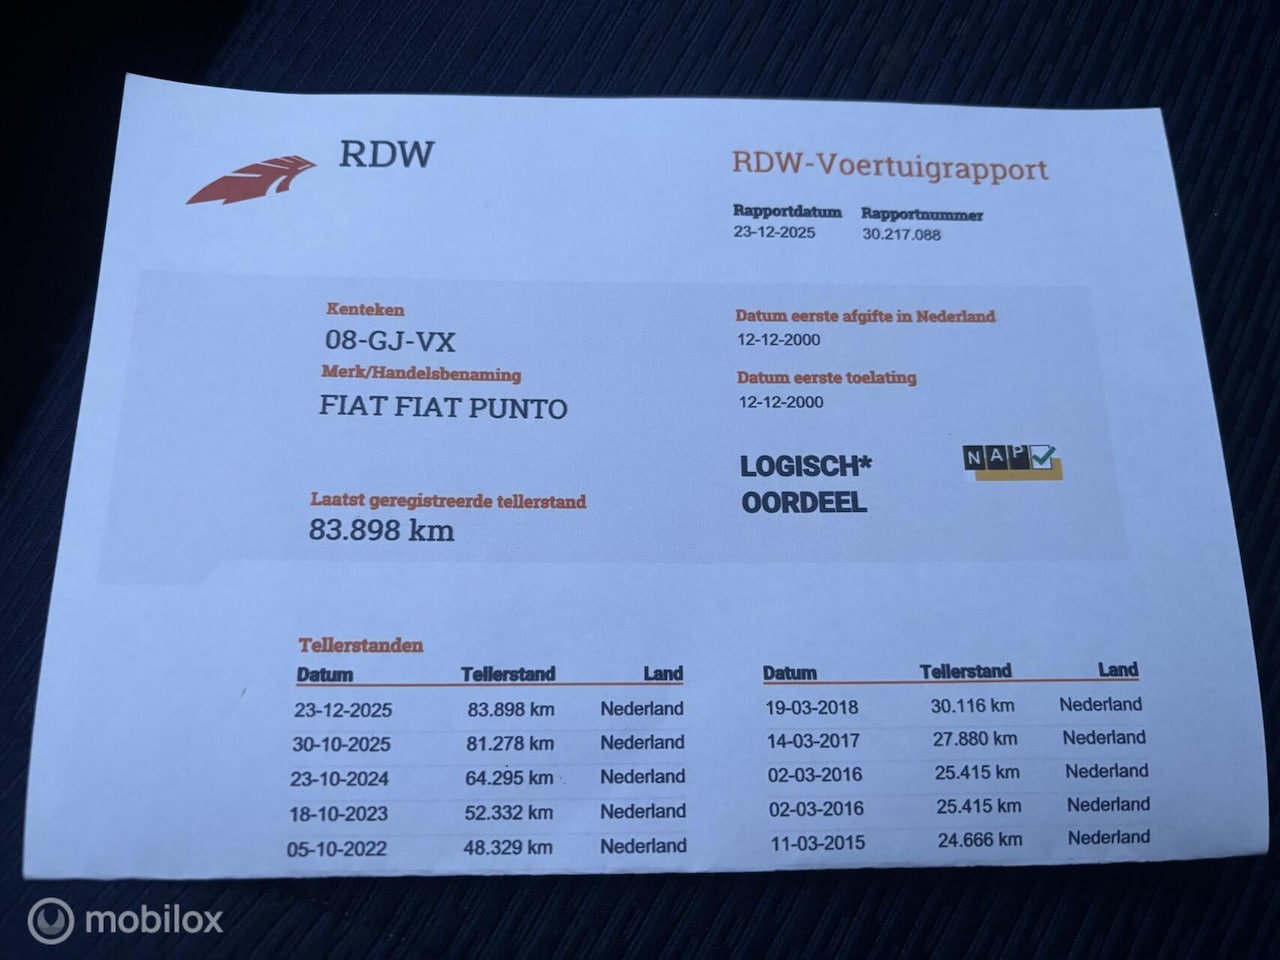 RDW
RDW-Voertuigrapport
Rapportdatum Rapportnummer
23-12-2025 30.217.088
Kenteken
08-GJ-VX
Merk/Handelsbenaming
FIAT FIAT PUNTO
Laatst geregistreerde tellerstand
83.898 km
Datum eerste afgifte in Nederland
12-12-2000
Datum eerste toelating
12-12-2000
LOGISCH*
OORDEEL
NAP
Tellerstanden
Datum Tellerstand Land
23-12-2025 83.898 km Nederland
30-10-2025 81.278 km Nederland
23-10-2024 64.295 km Nederland
18-10-2023 52.332 km Nederland
05-10-2022 48.329 km Nederland
Datum Tellerstand Land
19-03-2018 30.116 km Nederland
14-03-2017 27.880 km Nederland
02-03-2016 25.415 km Nederland
02-03-2016 25.415 km Nederland
11-03-2015 24.666 km Nederland
mobilox